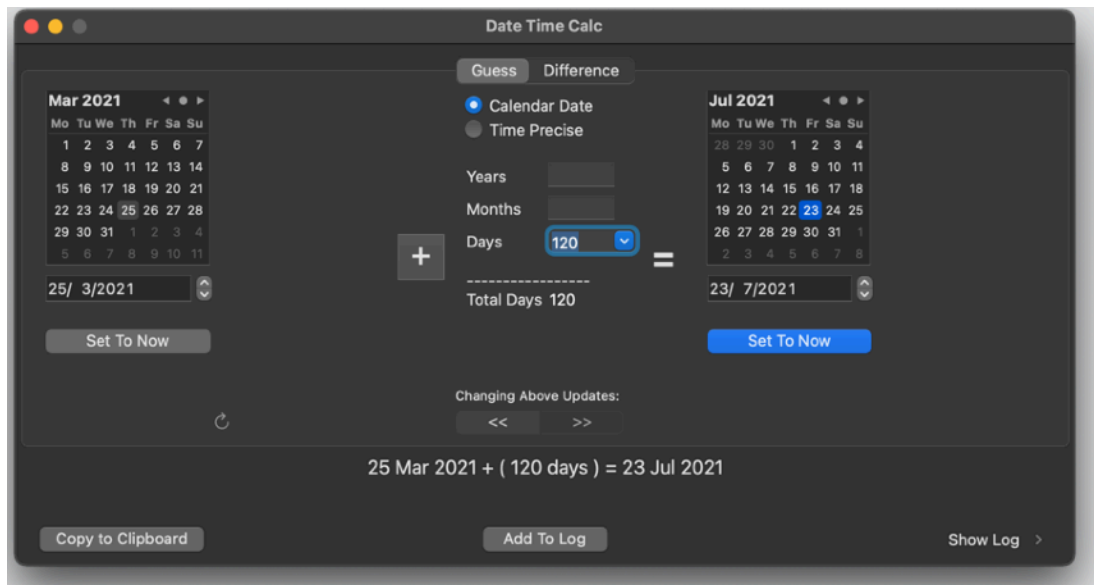 Date Time Calc
Guess Difference
Mar 2021
Mo Tu We Th Fr Sa Su
1 2 3 4 5 6 7
8 9 10 11 12 13 14
15 16 17 18 19 20 21
22 23 24 25 26 27 28
29 30 31 1 2 3 4
5 6 7 8 9 10 11
25/ 3/2021
Set To Now
+
Calendar Date
Time Precise
Years
Months
Days 120
-----------------
Total Days 120
=
Jul 2021
Mo Tu We Th Fr Sa Su
28 29 30 1 2 3 4
5 6 7 8 9 10 11
12 13 14 15 16 17 18
19 20 21 22 23 24 25
26 27 28 29 30 31 1
2 3 4 5 6 7 8
23/ 7/2021
Set To Now
Changing Above Updates:
<< >>
25 Mar 2021 + ( 120 days ) = 23 Jul 2021
Copy to Clipboard
Add To Log
Show Log >